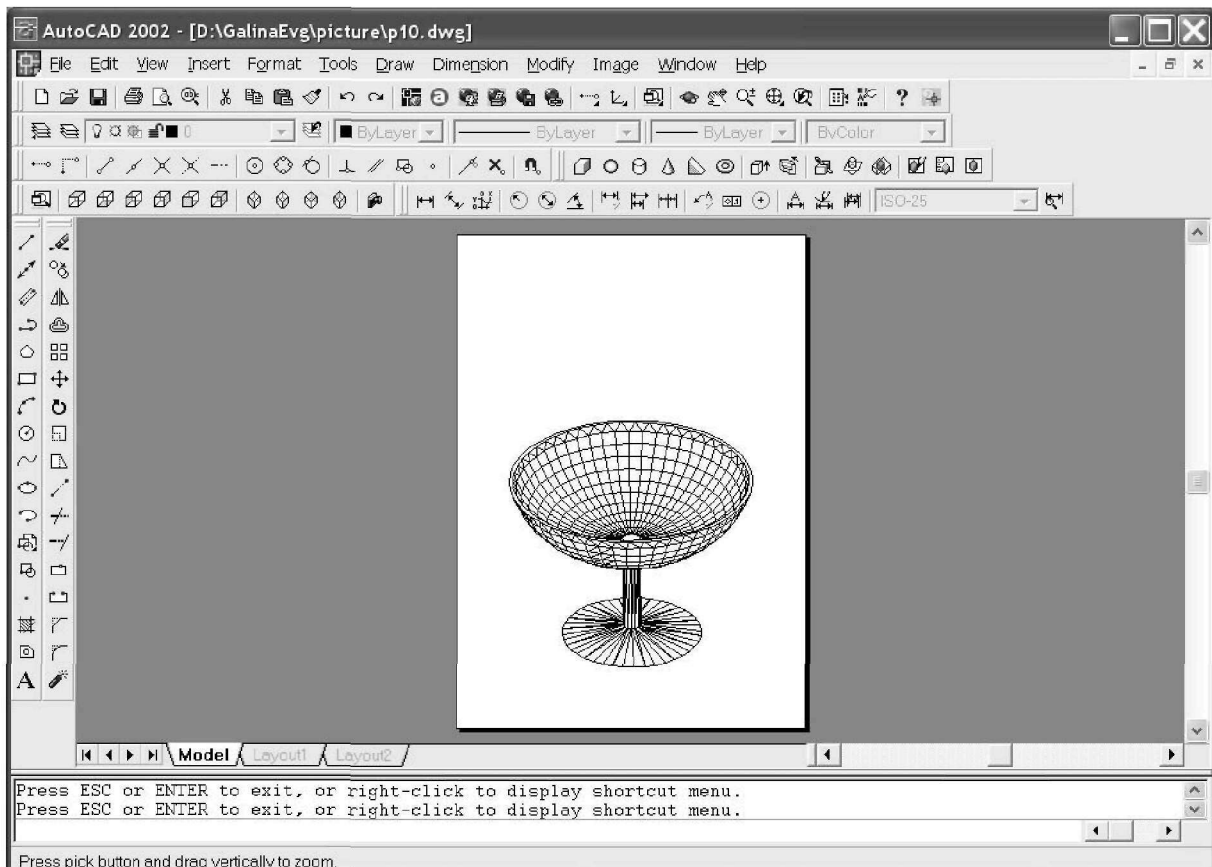 AutoCAD 2002 - [D:\GalinaEvg\picture\p10.dwg]
File Edit View Insert Format Tools Draw Dimension Modify Image Window Help
0 ByLayer ByLayer ByLayer ByColor
ISO-25
A
Model Layout1 Layout2
Press ESC or ENTER to exit, or right-click to display shortcut menu.
Press ESC or ENTER to exit, or right-click to display shortcut menu.
Press pick button and drag vertically to zoom.